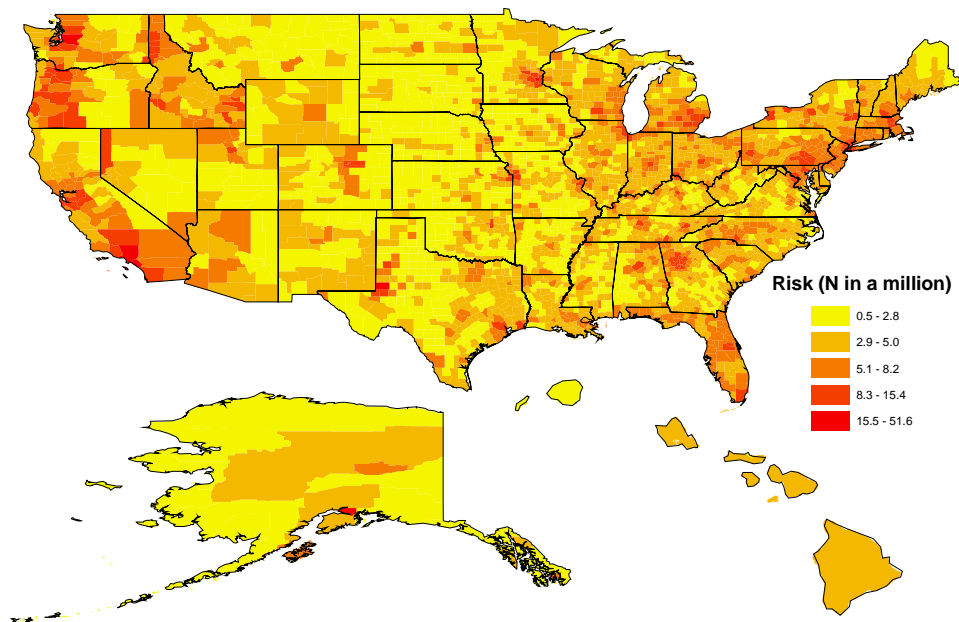 Risk (N in a million)
0.5 - 2.8
2.9 - 5.0
5.1 - 8.2
8.3 - 15.4
15.5 - 51.6